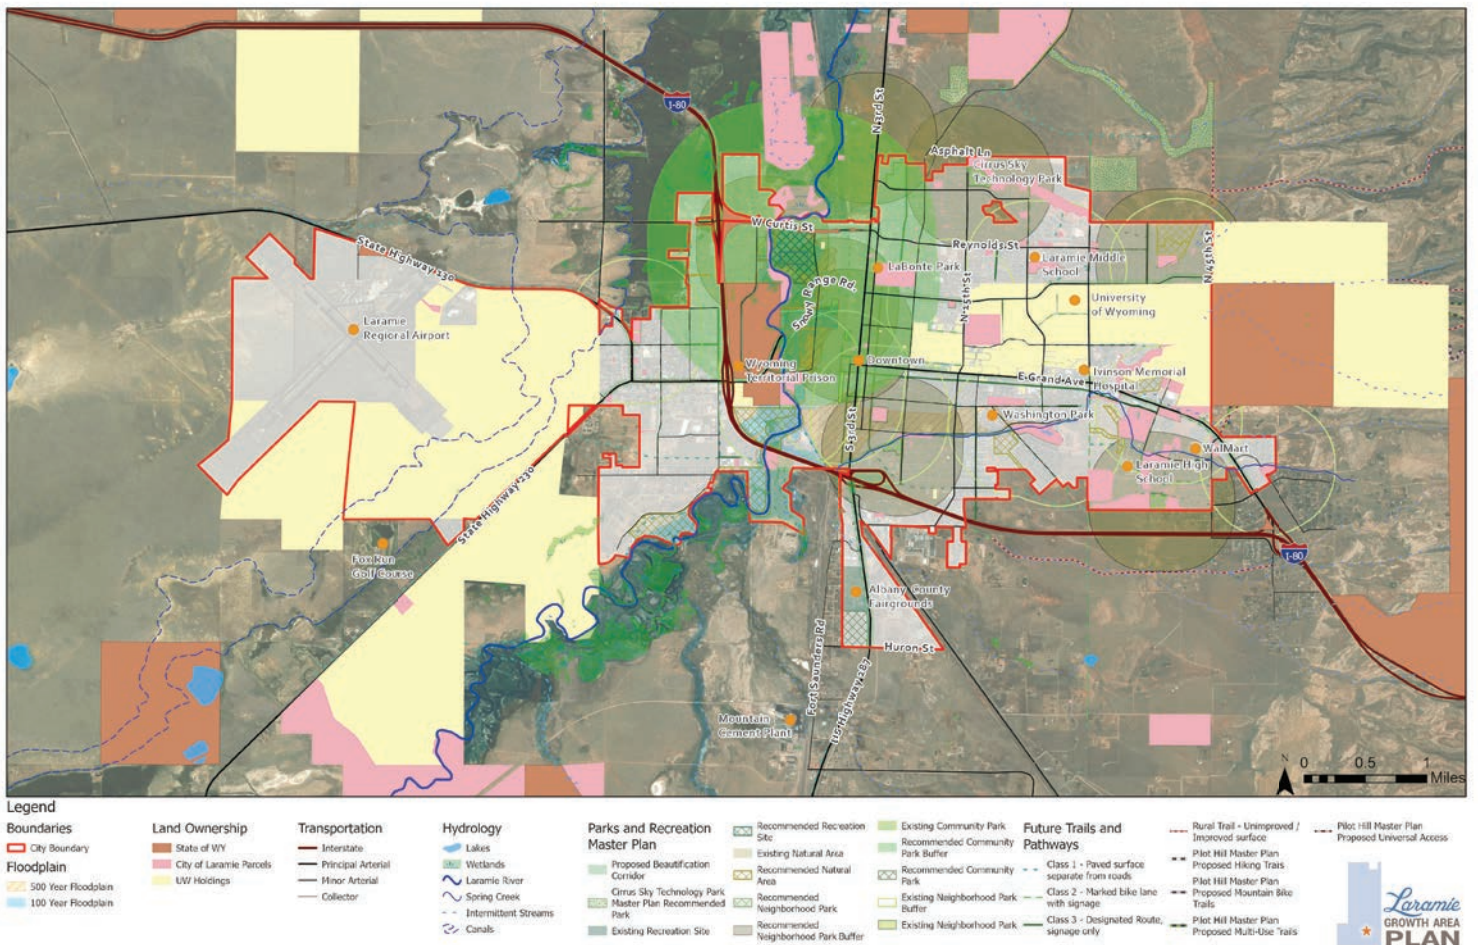 I-80
N 3rd St
Asphalt Ln
Cirrus Sky
Technology Park
W Curtis St
Reynolds St
N 45th St
State Highway 130
LaBonte Park
Laramie Middle
School
Snowy Range Rd.
N 15th St
University
of Wyoming
Laramie
Regional Airport
Wyoming
Territorial Prison
Downtown
E Grand Ave
Ivinson Memorial
Hospital
S 3rd St
Washington Park
WalMart
Laramie High
School
State Highway 230
I-80
Fox Run
Golf Course
Albany County
Fairgrounds
Huron St
Fort Saunders Rd
US Highway 287
Mountain
Cement Plant
N
0 0.5 1
Miles
Legend
Boundaries
City Boundary
Floodplain
500 Year Floodplain
100 Year Floodplain
Land Ownership
State of WY
City of Laramie Parcels
UW Holdings
Transportation
Interstate
Principal Arterial
Minor Arterial
Collector
Hydrology
Lakes
Wetlands
Laramie River
Spring Creek
Intermittent Streams
Canals
Parks and Recreation
Master Plan
Proposed Beautification
Corridor
Cirrus Sky Technology Park
Master Plan Recommended
Park
Existing Recreation Site
Recommended Recreation
Site
Existing Natural Area
Recommended Natural
Area
Recommended
Neighborhood Park
Recommended
Neighborhood Park Buffer
Existing Community Park
Recommended Community
Park Buffer
Recommended Community
Park
Existing Neighborhood Park
Buffer
Existing Neighborhood Park
Future Trails and
Pathways
Class 1 - Paved surface
separate from roads
Class 2 - Marked bike lane
with signage
Class 3 - Designated Route,
signage only
Rural Trail - Unimproved /
Improved surface
Pilot Hill Master Plan
Proposed Hiking Trais
Pilot Hill Master Plan
Proposed Mountain Bike
Trails
Pilot Hill Master Plan
Proposed Multi-Use Trails
Pilot Hill Master Plan
Proposed Universal Access
Laramie
GROWTH AREA
PLAN